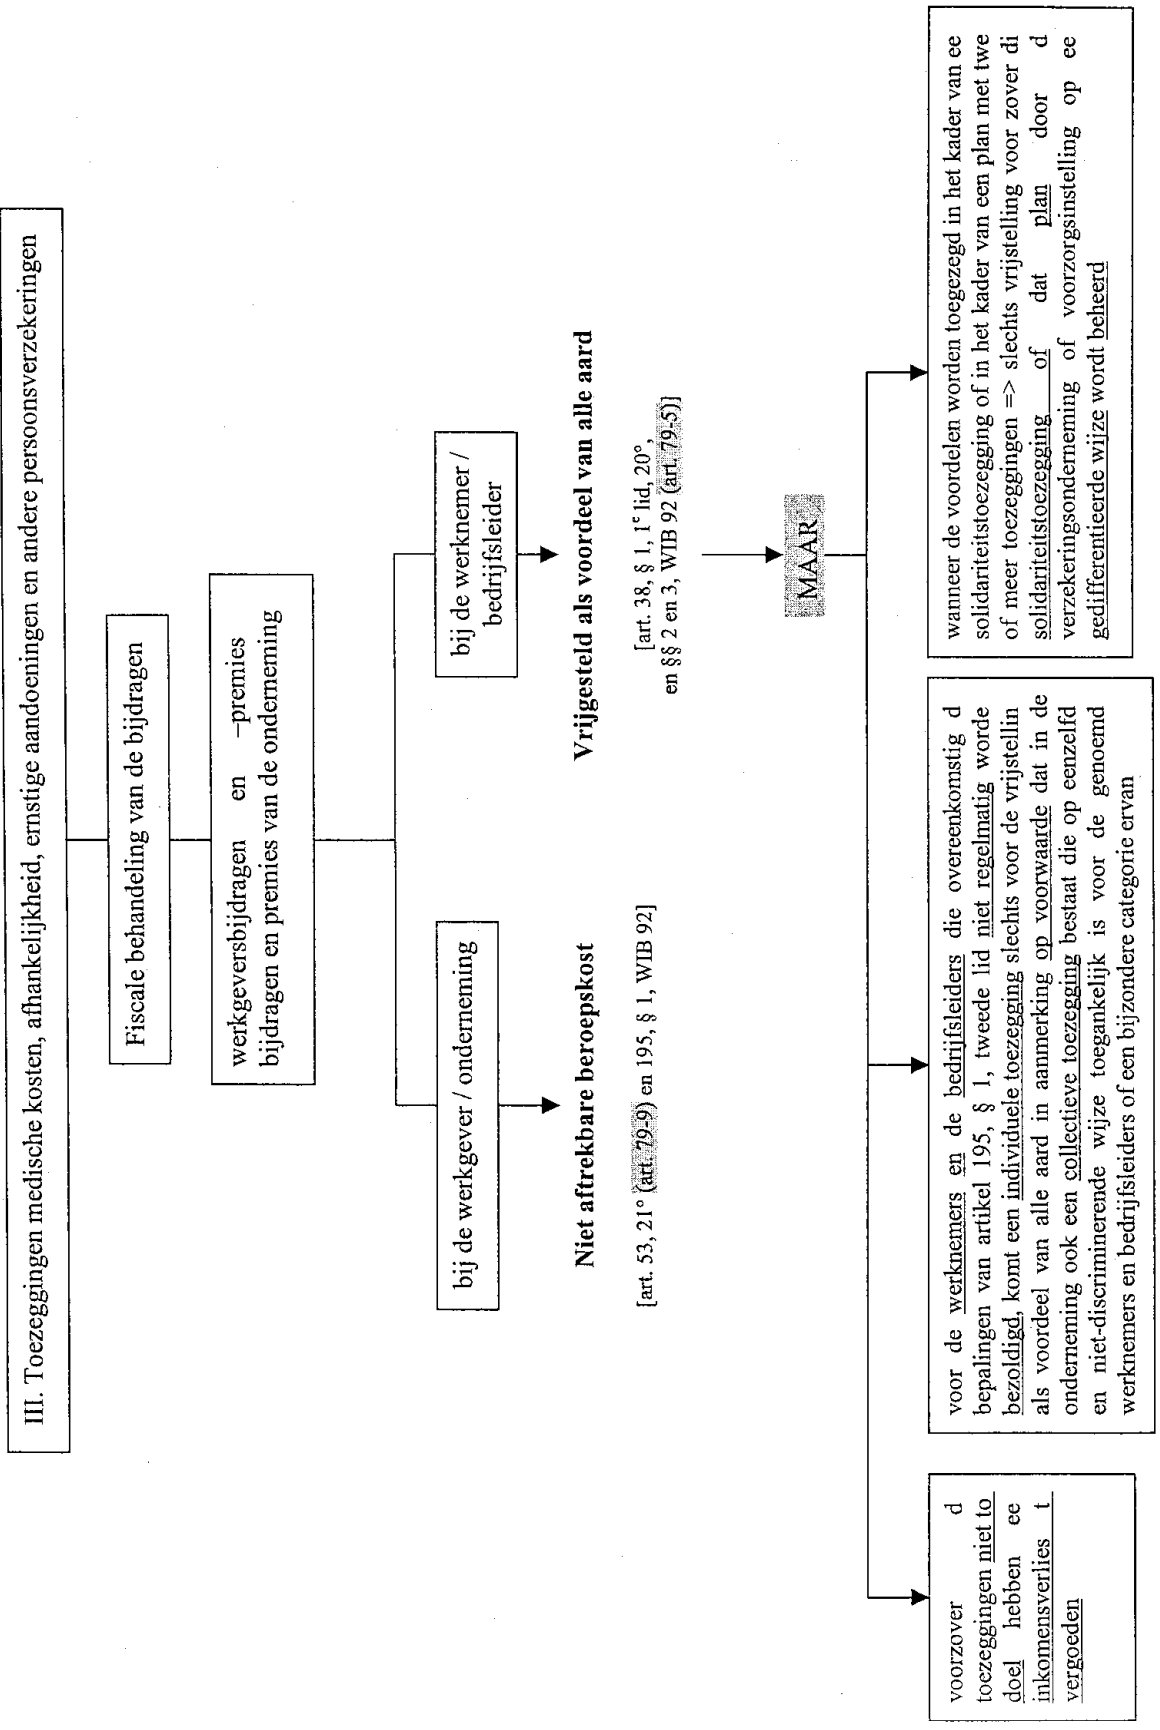 III. Toezeggingen medische kosten, afhankelijkheid, ernstige aandoeningen en andere persoonsverzekeringen
Fiscale behandeling van de bijdragen
werkgeversbijdragen en –premies
bijdragen en premies van de onderneming
bij de werkgever / onderneming
Niet aftrekbare beroepskost
[art. 53, 21° (art. 79-9) en 195, § 1, WIB 92]
bij de werknemer /
bedrijfsleider
Vrijgesteld als voordeel van alle aard
[art. 38, § 1, 1e lid, 20°,
en §§ 2 en 3, WIB 92 (art. 79-5)]
MAAR
voorzover d
toezeggingen niet to
doel hebben ee
inkomensverlies t
vergoeden
voor de werknemers en de bedrijfsleiders die overeenkomstig d
bepalingen van artikel 195, § 1, tweede lid niet regelmatig worde
bezoldigd, komt een individuele toezegging slechts voor de vrijstellin
als voordeel van alle aard in aanmerking op voorwaarde dat in de
onderneming ook een collectieve toezegging bestaat die op eenzelfd
en niet-discriminerende wijze toegankelijk is voor de genoemd
werknemers en bedrijfsleiders of een bijzondere categorie ervan
wanneer de voordelen worden toegezegd in het kader van ee
solidariteitstoezegging of in het kader van een plan met twe
of meer toezeggingen => slechts vrijstelling voor zover di
solidariteitstoezegging of dat plan door d
verzekeringsonderneming of voorzorgsinstelling op ee
gedifferentieerde wijze wordt beheerd